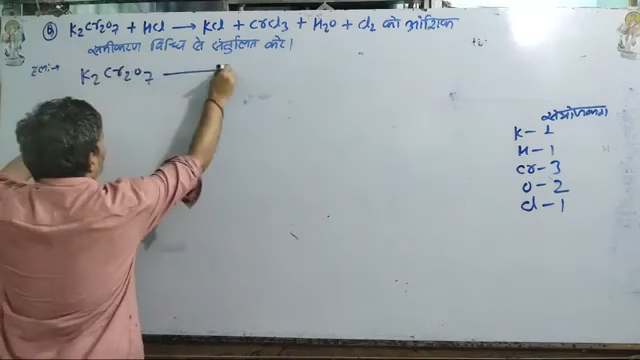 (B) K₂Cr₂O₇ + HCl ⟶ KCl + CrCl₃ + H₂O + Cl₂ को आंशिक
समीकरण विधि से संतुलित करें।
हल:→ K₂Cr₂O₇ ⟶
संयोजकता
K – 1
H – 1
Cr – 3
O – 2
Cl – 1